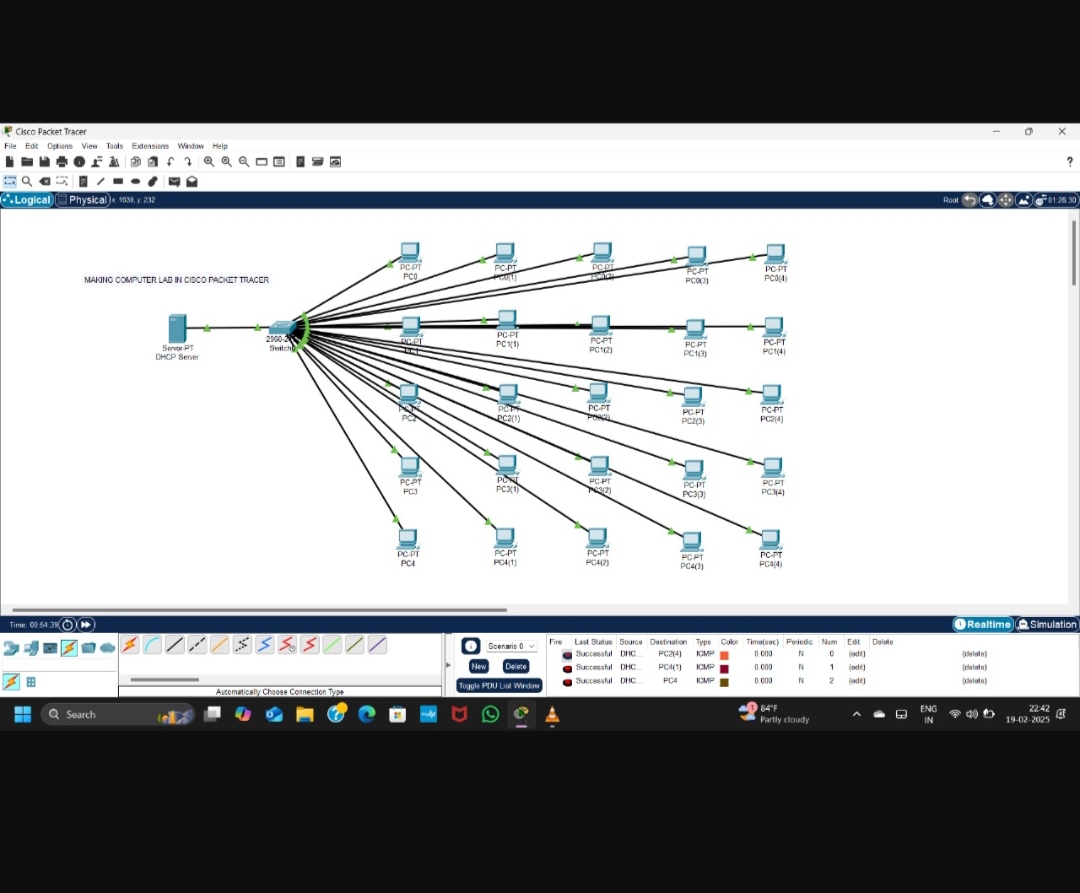 Cisco Packet Tracer
File Edit Options View Tools Extensions Window Help
?
Logical Physical x: 1638, y: 232 Root 01:26:30
MAKING COMPUTER LAB IN CISCO PACKET TRACER
PC-PT PC-PT PC-PT PC-PT PC-PT
PC0 PC0(1) PC0(2) PC0(3) PC0(4)
Server-PT
DHCP Server
Switch
PC-PT PC-PT PC-PT PC-PT PC-PT
PC1(1) PC1(2) PC1(3) PC1(4)
PC-PT PC-PT PC-PT PC-PT PC-PT
PC2 PC2(1) PC2(3) PC2(4)
PC-PT PC-PT PC-PT PC-PT PC-PT
PC3 PC3(1) PC3(2) PC3(3) PC3(4)
PC-PT PC-PT PC-PT PC-PT PC-PT
PC4 PC4(1) PC4(2) PC4(3) PC4(4)
Time: 00:54:39 Realtime Simulation
Scenario 0
New Delete
Toggle PDU List Window
Fire Last Status Source Destination Type Color Time(sec) Periodic Num Edit Delete
Successful DHC... PC2(4) ICMP 0.000 N 0 (edit) (delete)
Successful DHC... PC4(1) ICMP 0.000 N 1 (edit) (delete)
Successful DHC... PC4 ICMP 0.000 N 2 (edit) (delete)
Automatically Choose Connection Type
Search
1
84°F
Partly cloudy
ENG
IN
22:42
19-02-2025